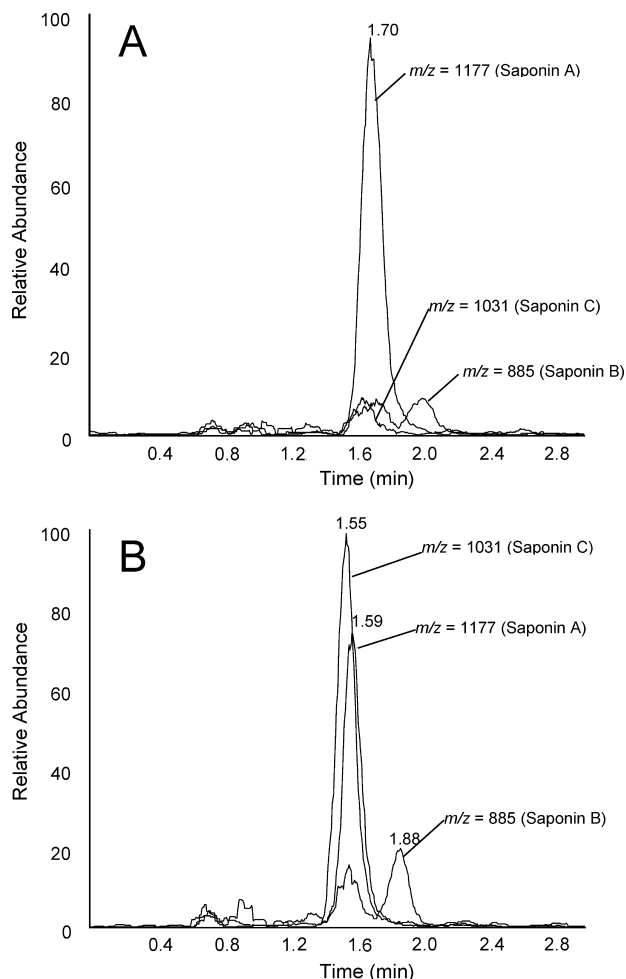 A
100
80
60
40
20
0
Relative Abundance
1.70
m/z = 1177 (Saponin A)
m/z = 1031 (Saponin C)
m/z = 885 (Saponin B)
0.4 0.8 1.2 1.6 2.0 2.4 2.8
Time (min)
B
100
80
60
40
20
0
Relative Abundance
1.55
m/z = 1031 (Saponin C)
1.59
m/z = 1177 (Saponin A)
1.88
m/z = 885 (Saponin B)
0.4 0.8 1.2 1.6 2.0 2.4 2.8
Time (min)